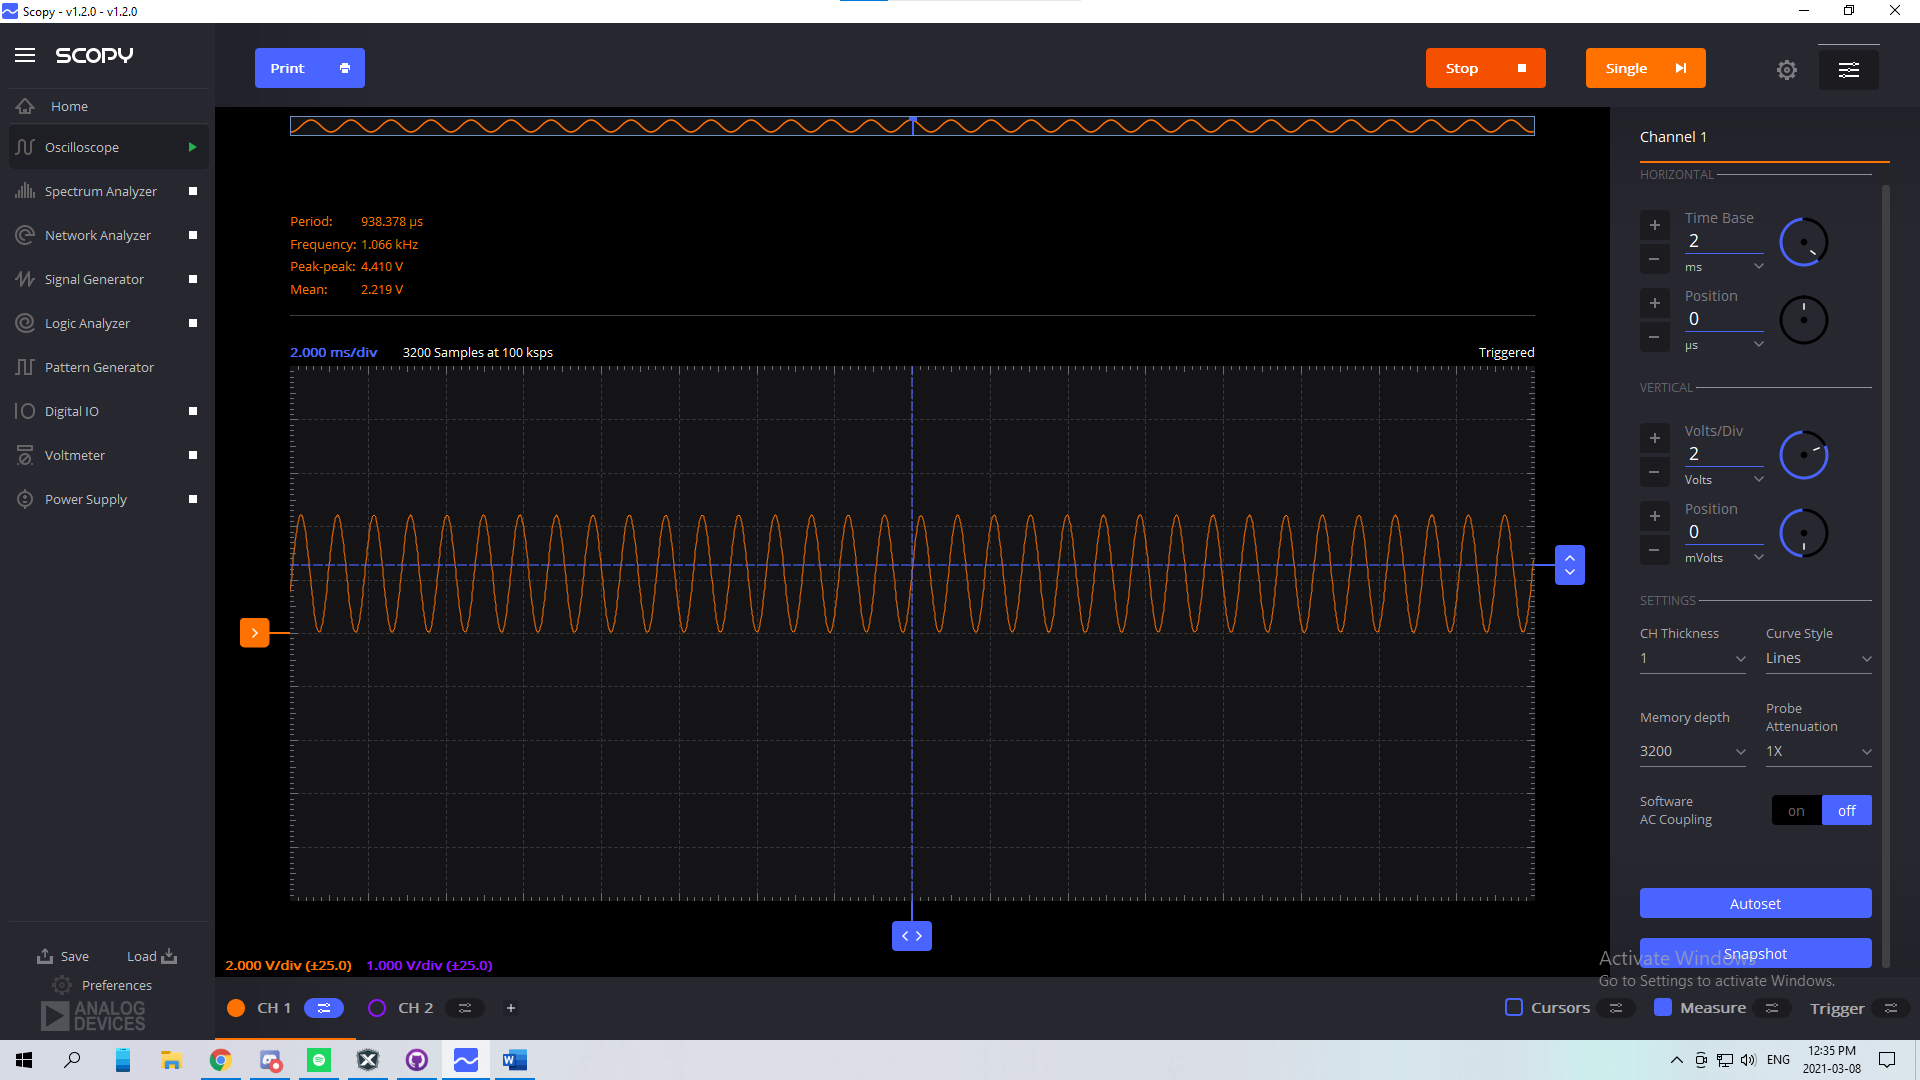 Scopy - v1.2.0 - v1.2.0
SCOPY
Print
Stop
Single
Home
Oscilloscope
Spectrum Analyzer
Network Analyzer
Signal Generator
Logic Analyzer
Pattern Generator
Digital IO
Voltmeter
Power Supply
Save
Load
Preferences
ANALOG
DEVICES
Period: 938.378 µs
Frequency: 1.066 kHz
Peak-peak: 4.410 V
Mean: 2.219 V
2.000 ms/div 3200 Samples at 100 ksps Triggered
2.000 V/div (±25.0) 1.000 V/div (±25.0)
CH 1 CH 2 +
Cursors Measure Trigger
Channel 1
HORIZONTAL
Time Base
2
ms
Position
0
µs
VERTICAL
Volts/Div
2
Volts
Position
0
mVolts
SETTINGS
CH Thickness Curve Style
1 Lines
Memory depth Probe
Attenuation
3200 1X
Software
AC Coupling
on off
Autoset
Snapshot
Activate Windows
Go to Settings to activate Windows.
ENG
12:35 PM
2021-03-08